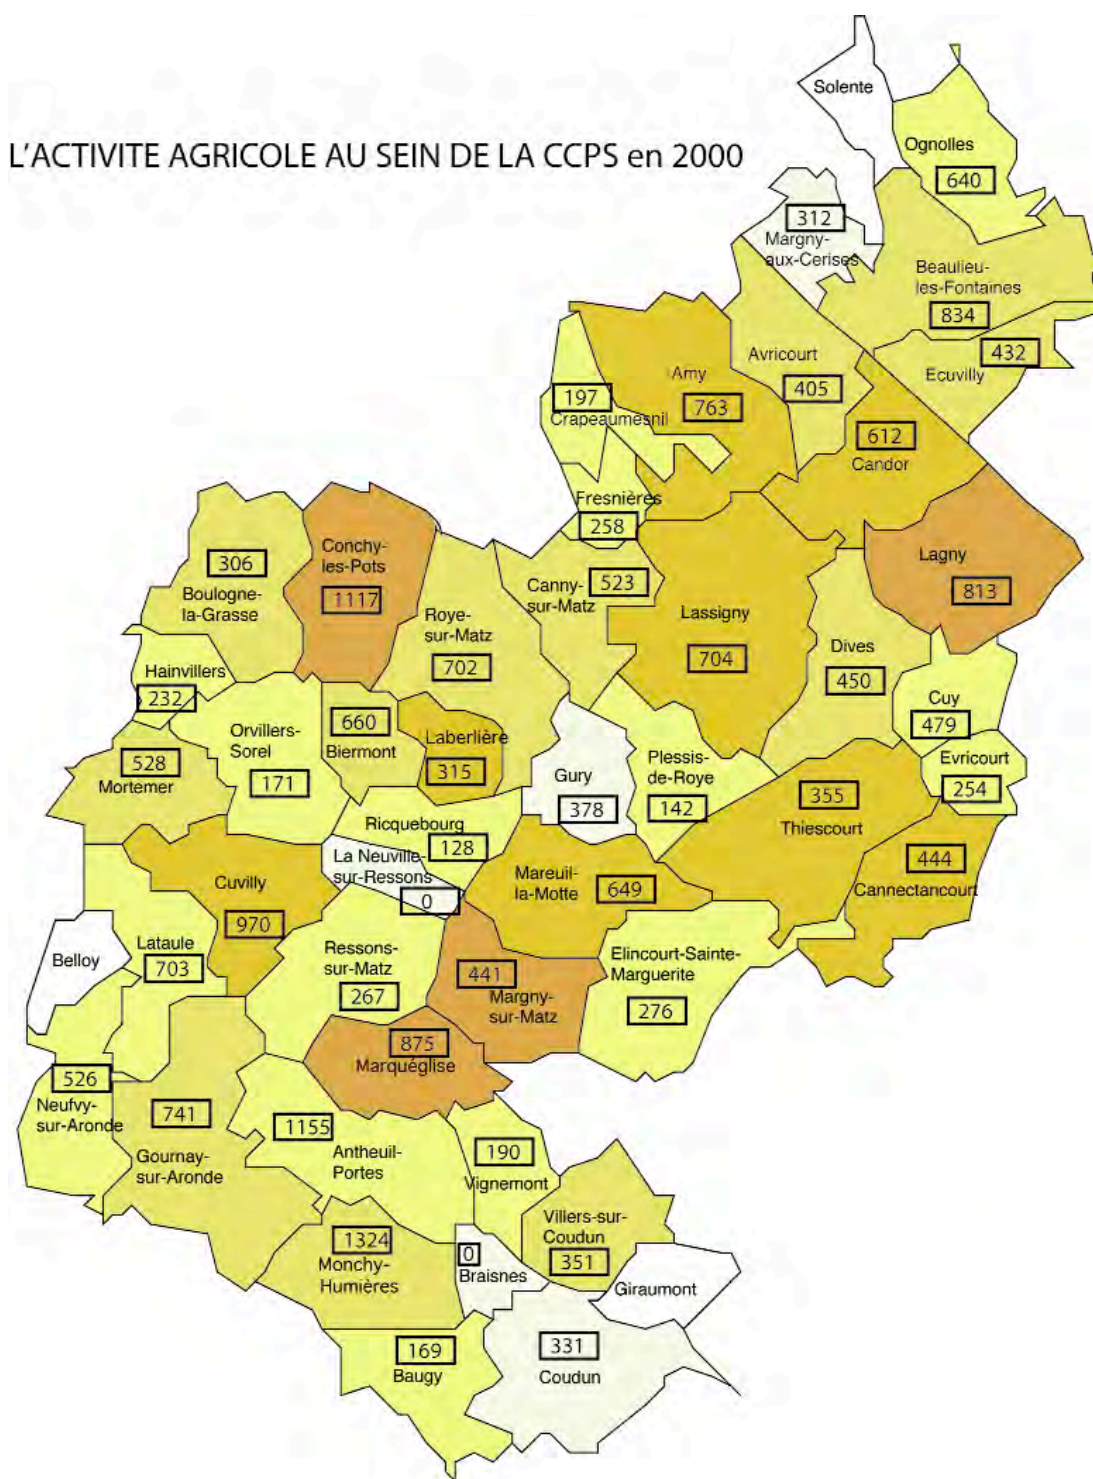 Solente
Ognolles
640
L'ACTIVITE AGRICOLE AU SEIN DE LA CCPS en 2000
312
Margny-
aux-Cerises
Beaulieu-
les-Fontaines
834
432
Ecuvilly
Avricourt
405
Amy
763
197
Crapeaumesnil
612
Candor
Fresnières
258
Lagny
813
Conchy-
les-Pots
1117
306
Boulogne-
la-Grasse
Canny-
sur-Matz
523
Roye-
sur-Matz
702
Lassigny
704
Dives
450
Cuy
479
Hainvillers
232
Orvillers-
Sorel
171
660
Biermont
Laberlière
315
Gury
378
Plessis-
de-Roye
142
Evricourt
254
528
Mortemer
355
Thiescourt
Ricquebourg
128
La Neuville-
sur-Ressons
0
444
Cannectancourt
Cuvilly
970
Mareuil-
la-Motte
649
Belloy
Lataule
703
Ressons-
sur-Matz
267
441
Margny-
sur-Matz
Elincourt-Sainte-
Marguerite
276
875
Marquéglise
526
Neufvy-
sur-Aronde
741
Gournay-
sur-Aronde
1155
Antheuil-
Portes
190
Vignemont
Villers-sur-
Coudun
351
1324
Monchy-
Humières
0
Braisnes
Giraumont
169
Baugy
331
Coudun